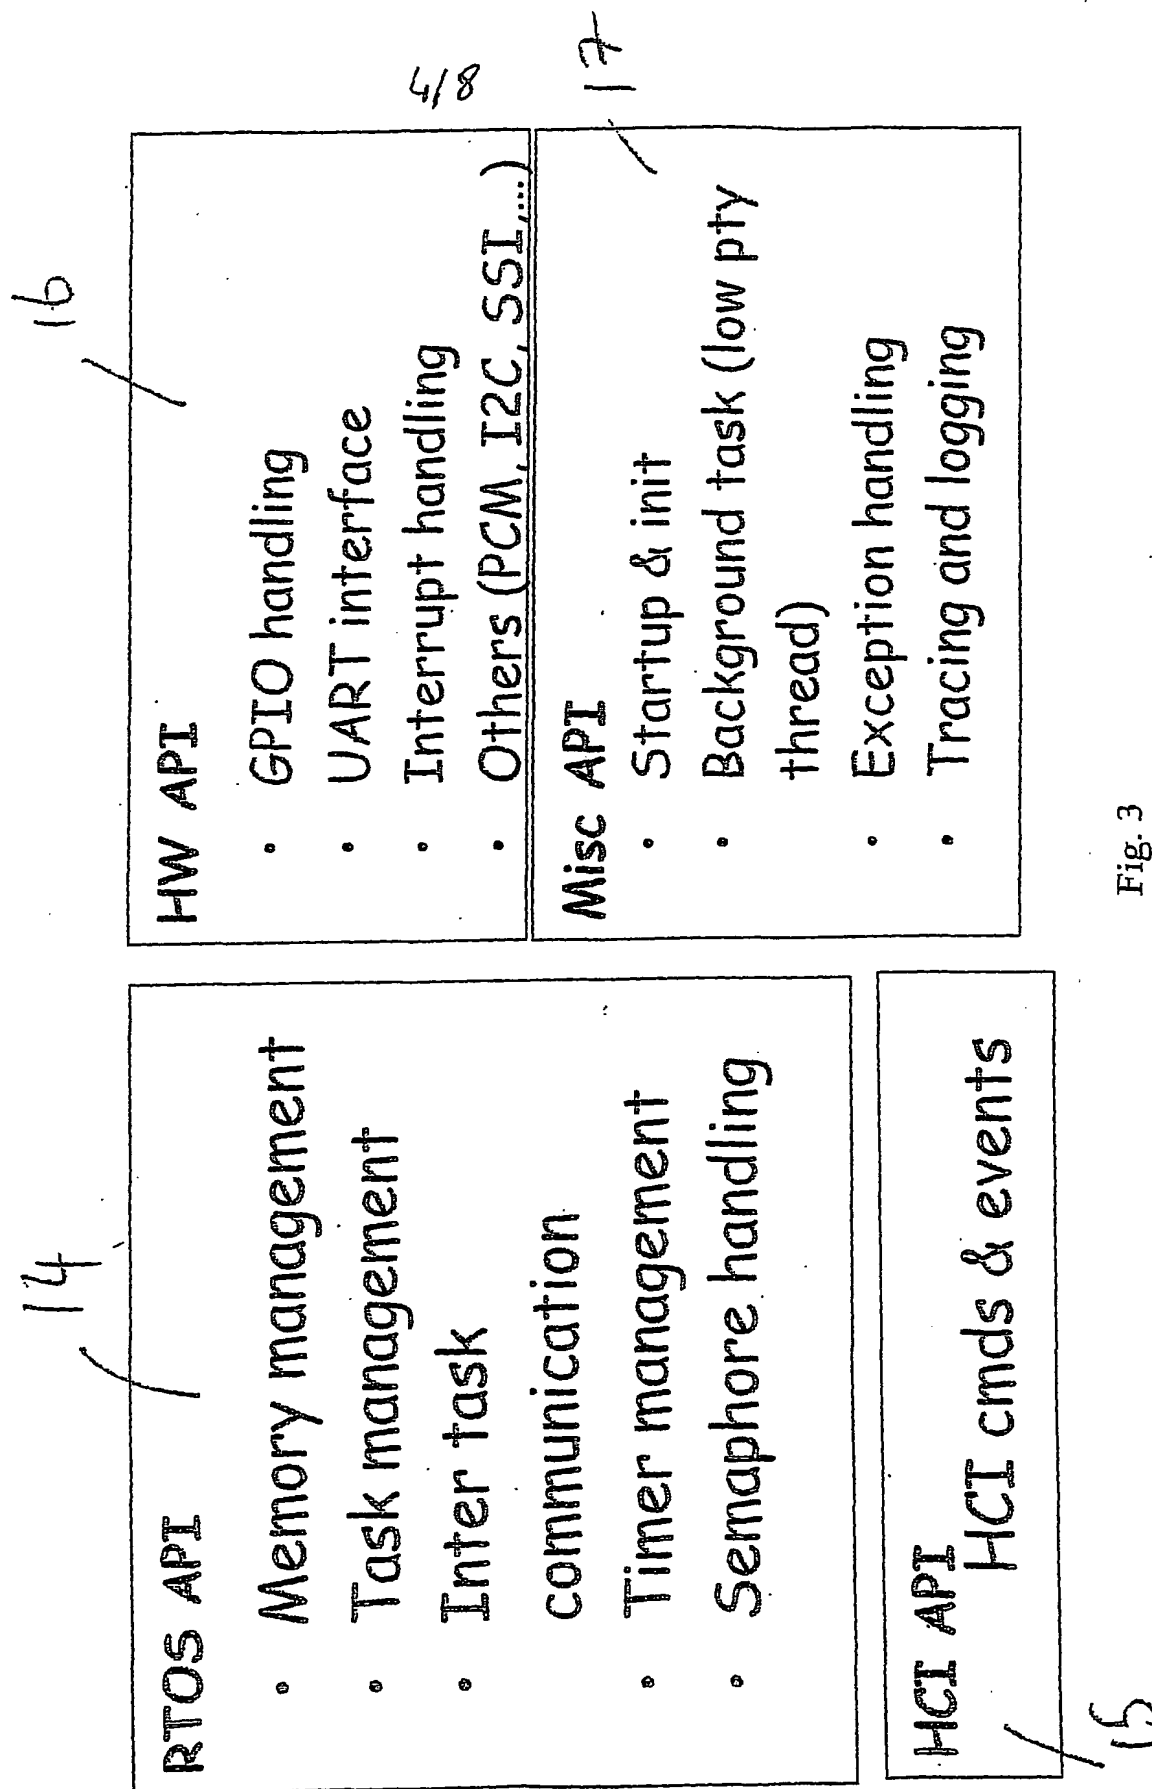 4/8
14
RTOS API
• Memory management
• Task management
• Inter task
communication
• Timer management
• Semaphore handling
15
HCI API
HCI cmds & events
16
HW API
• GPIO handling
• UART interface
• Interrupt handling
• Others (PCM, I2C, SSI,...)
17
Misc API
• Startup & init
• Background task (low pty
thread)
• Exception handling
• Tracing and logging
Fig. 3